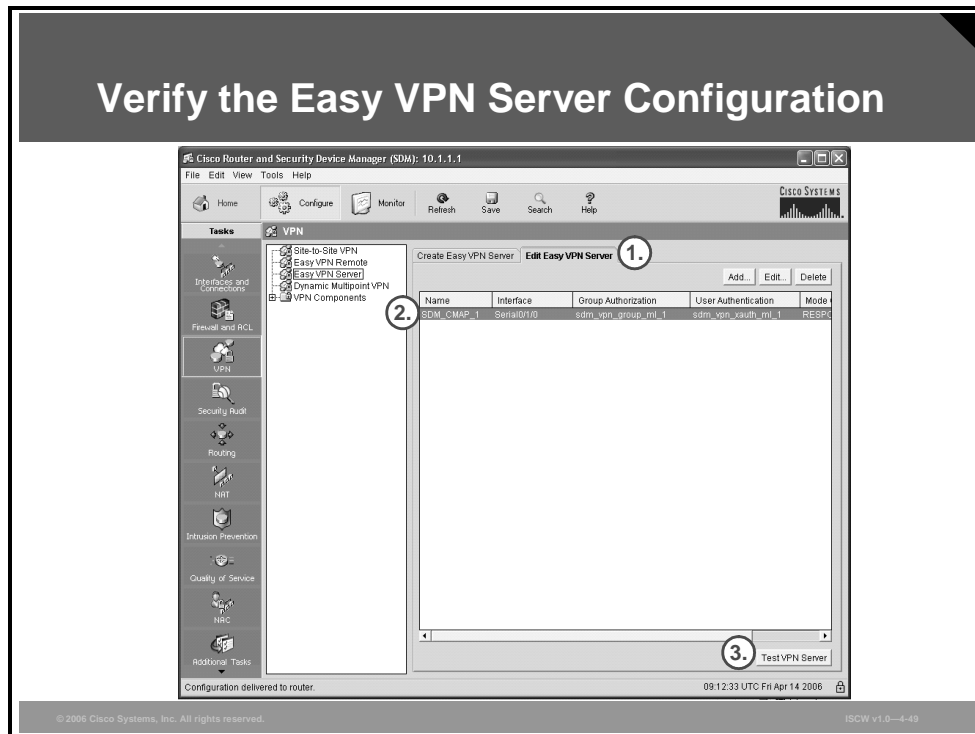 Verify the Easy VPN Server Configuration
Cisco Router and Security Device Manager (SDM): 10.1.1.1
File Edit View Tools Help
Home
Configure
Monitor
Refresh
Save
Search
Help
CISCO SYSTEMS
Tasks
VPN
Interfaces and Connections
Firewall and ACL
VPN
Security Audit
Routing
NAT
Intrusion Prevention
Quality of Service
NAC
Additional Tasks
Site-to-Site VPN
Easy VPN Remote
Easy VPN Server
Dynamic Multipoint VPN
VPN Components
Create Easy VPN Server
Edit Easy VPN Server
1.
Add... Edit... Delete
Name Interface Group Authorization User Authentication Mode
2.
SDM_CMAP_1 Serial0/1/0 sdm_vpn_group_ml_1 sdm_vpn_xauth_ml_1 RESPO
3.
Test VPN Server
Configuration delivered to router.
09:12:33 UTC Fri Apr 14 2006
© 2006 Cisco Systems, Inc. All rights reserved.
ISCW v1.0—4-49